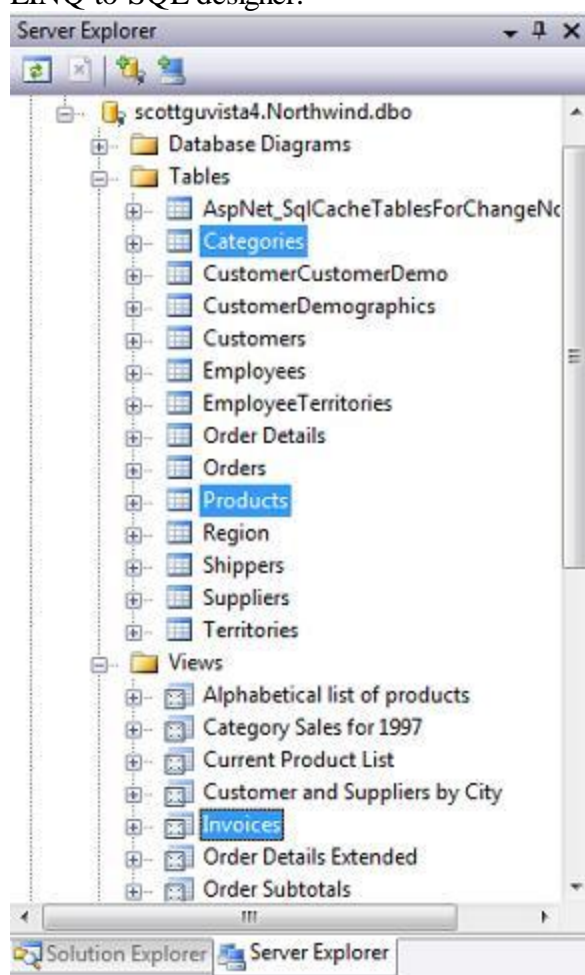 LINQ to SQL designer.
Server Explorer
scottguvista4.Northwind.dbo
Database Diagrams
Tables
AspNet_SqlCacheTablesForChangeNo
Categories
CustomerCustomerDemo
CustomerDemographics
Customers
Employees
EmployeeTerritories
Order Details
Orders
Products
Region
Shippers
Suppliers
Territories
Views
Alphabetical list of products
Category Sales for 1997
Current Product List
Customer and Suppliers by City
Invoices
Order Details Extended
Order Subtotals
Solution Explorer Server Explorer